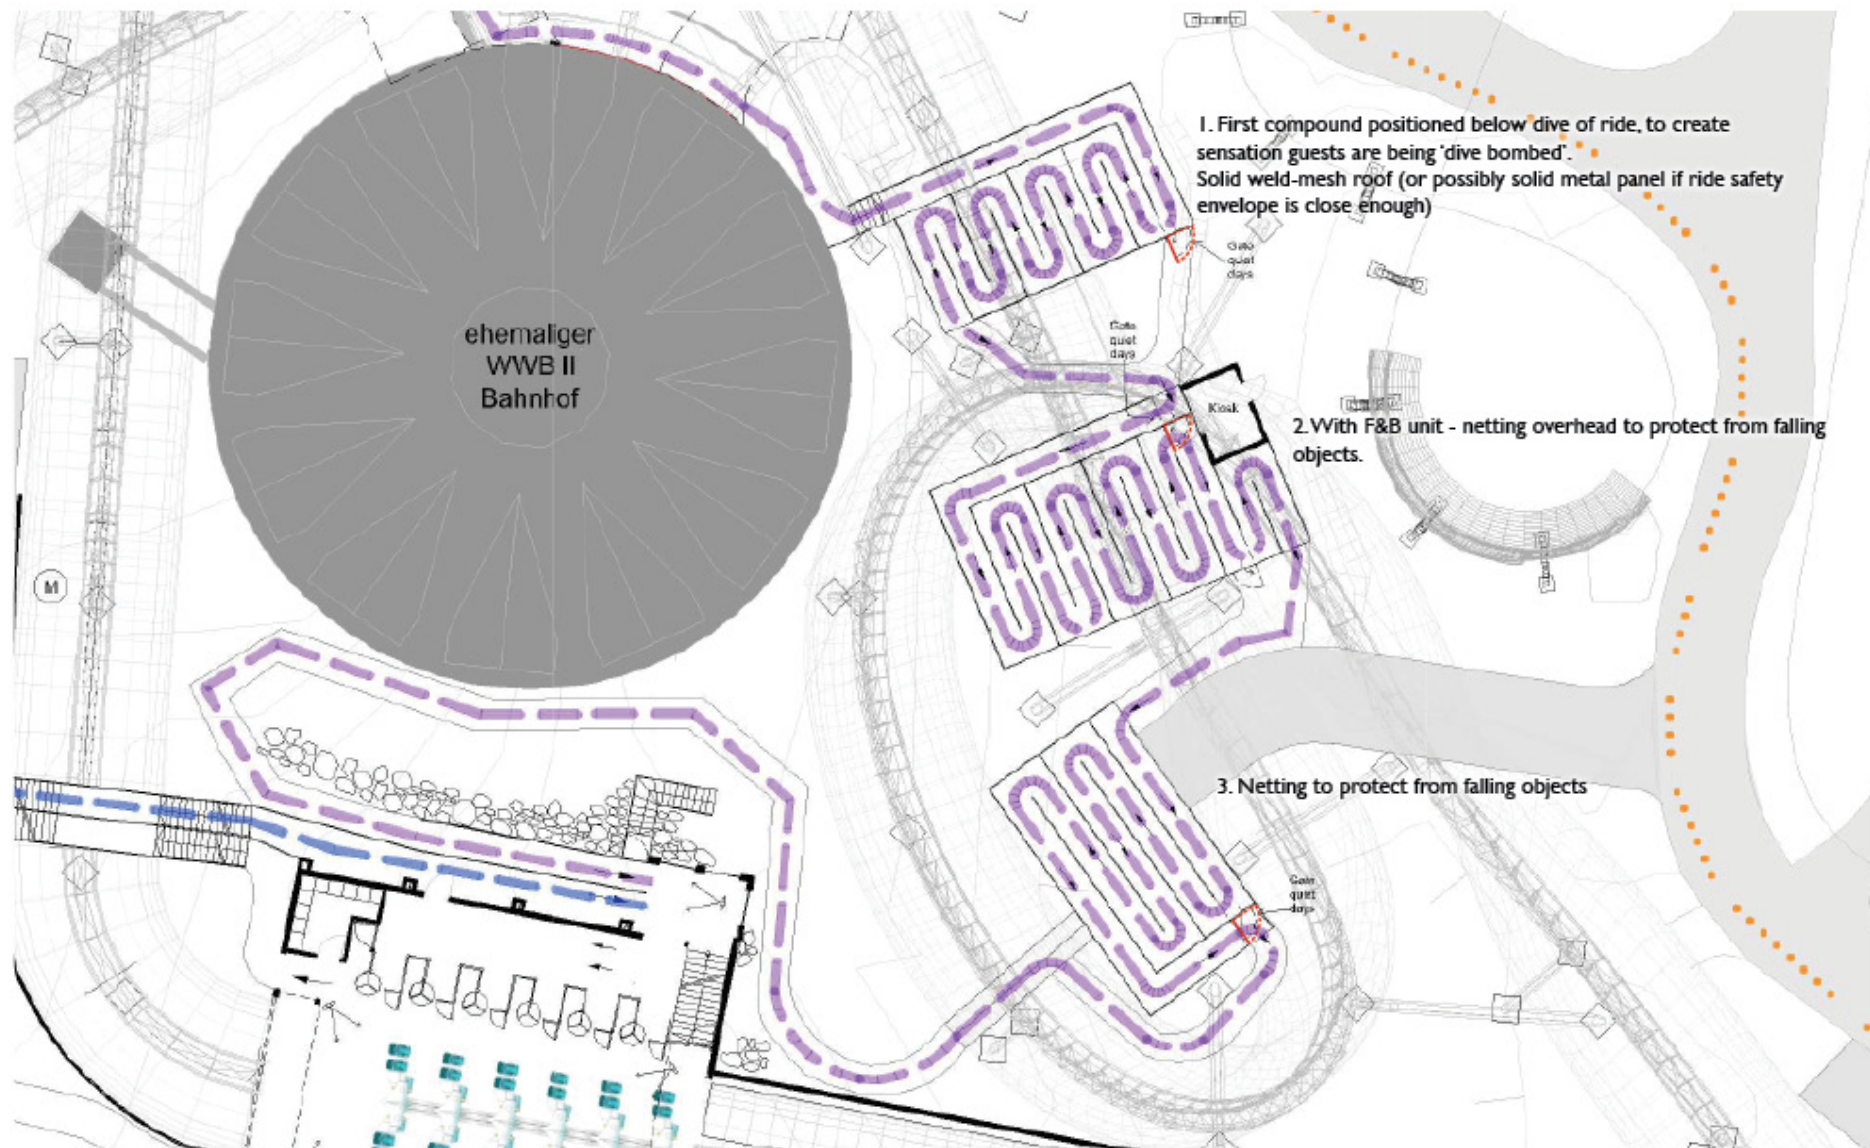 1. First compound positioned below dive of ride, to create
sensation guests are being 'dive bombed'.
Solid weld-mesh roof (or possibly solid metal panel if ride safety
envelope is close enough)
Gate
quiet
days
ehemaliger
WWB II
Bahnhof
Gate
quiet
days
Kiosk
2. With F&B unit - netting overhead to protect from falling
objects.
M
3. Netting to protect from falling objects
Gate
quiet
days